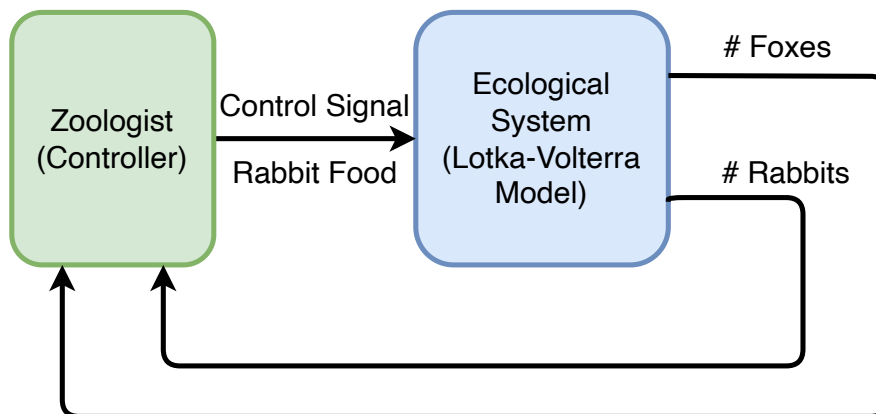 Zoologist
(Controller)
Control Signal
Rabbit Food
Ecological
System
(Lotka-Volterra
Model)
# Foxes
# Rabbits